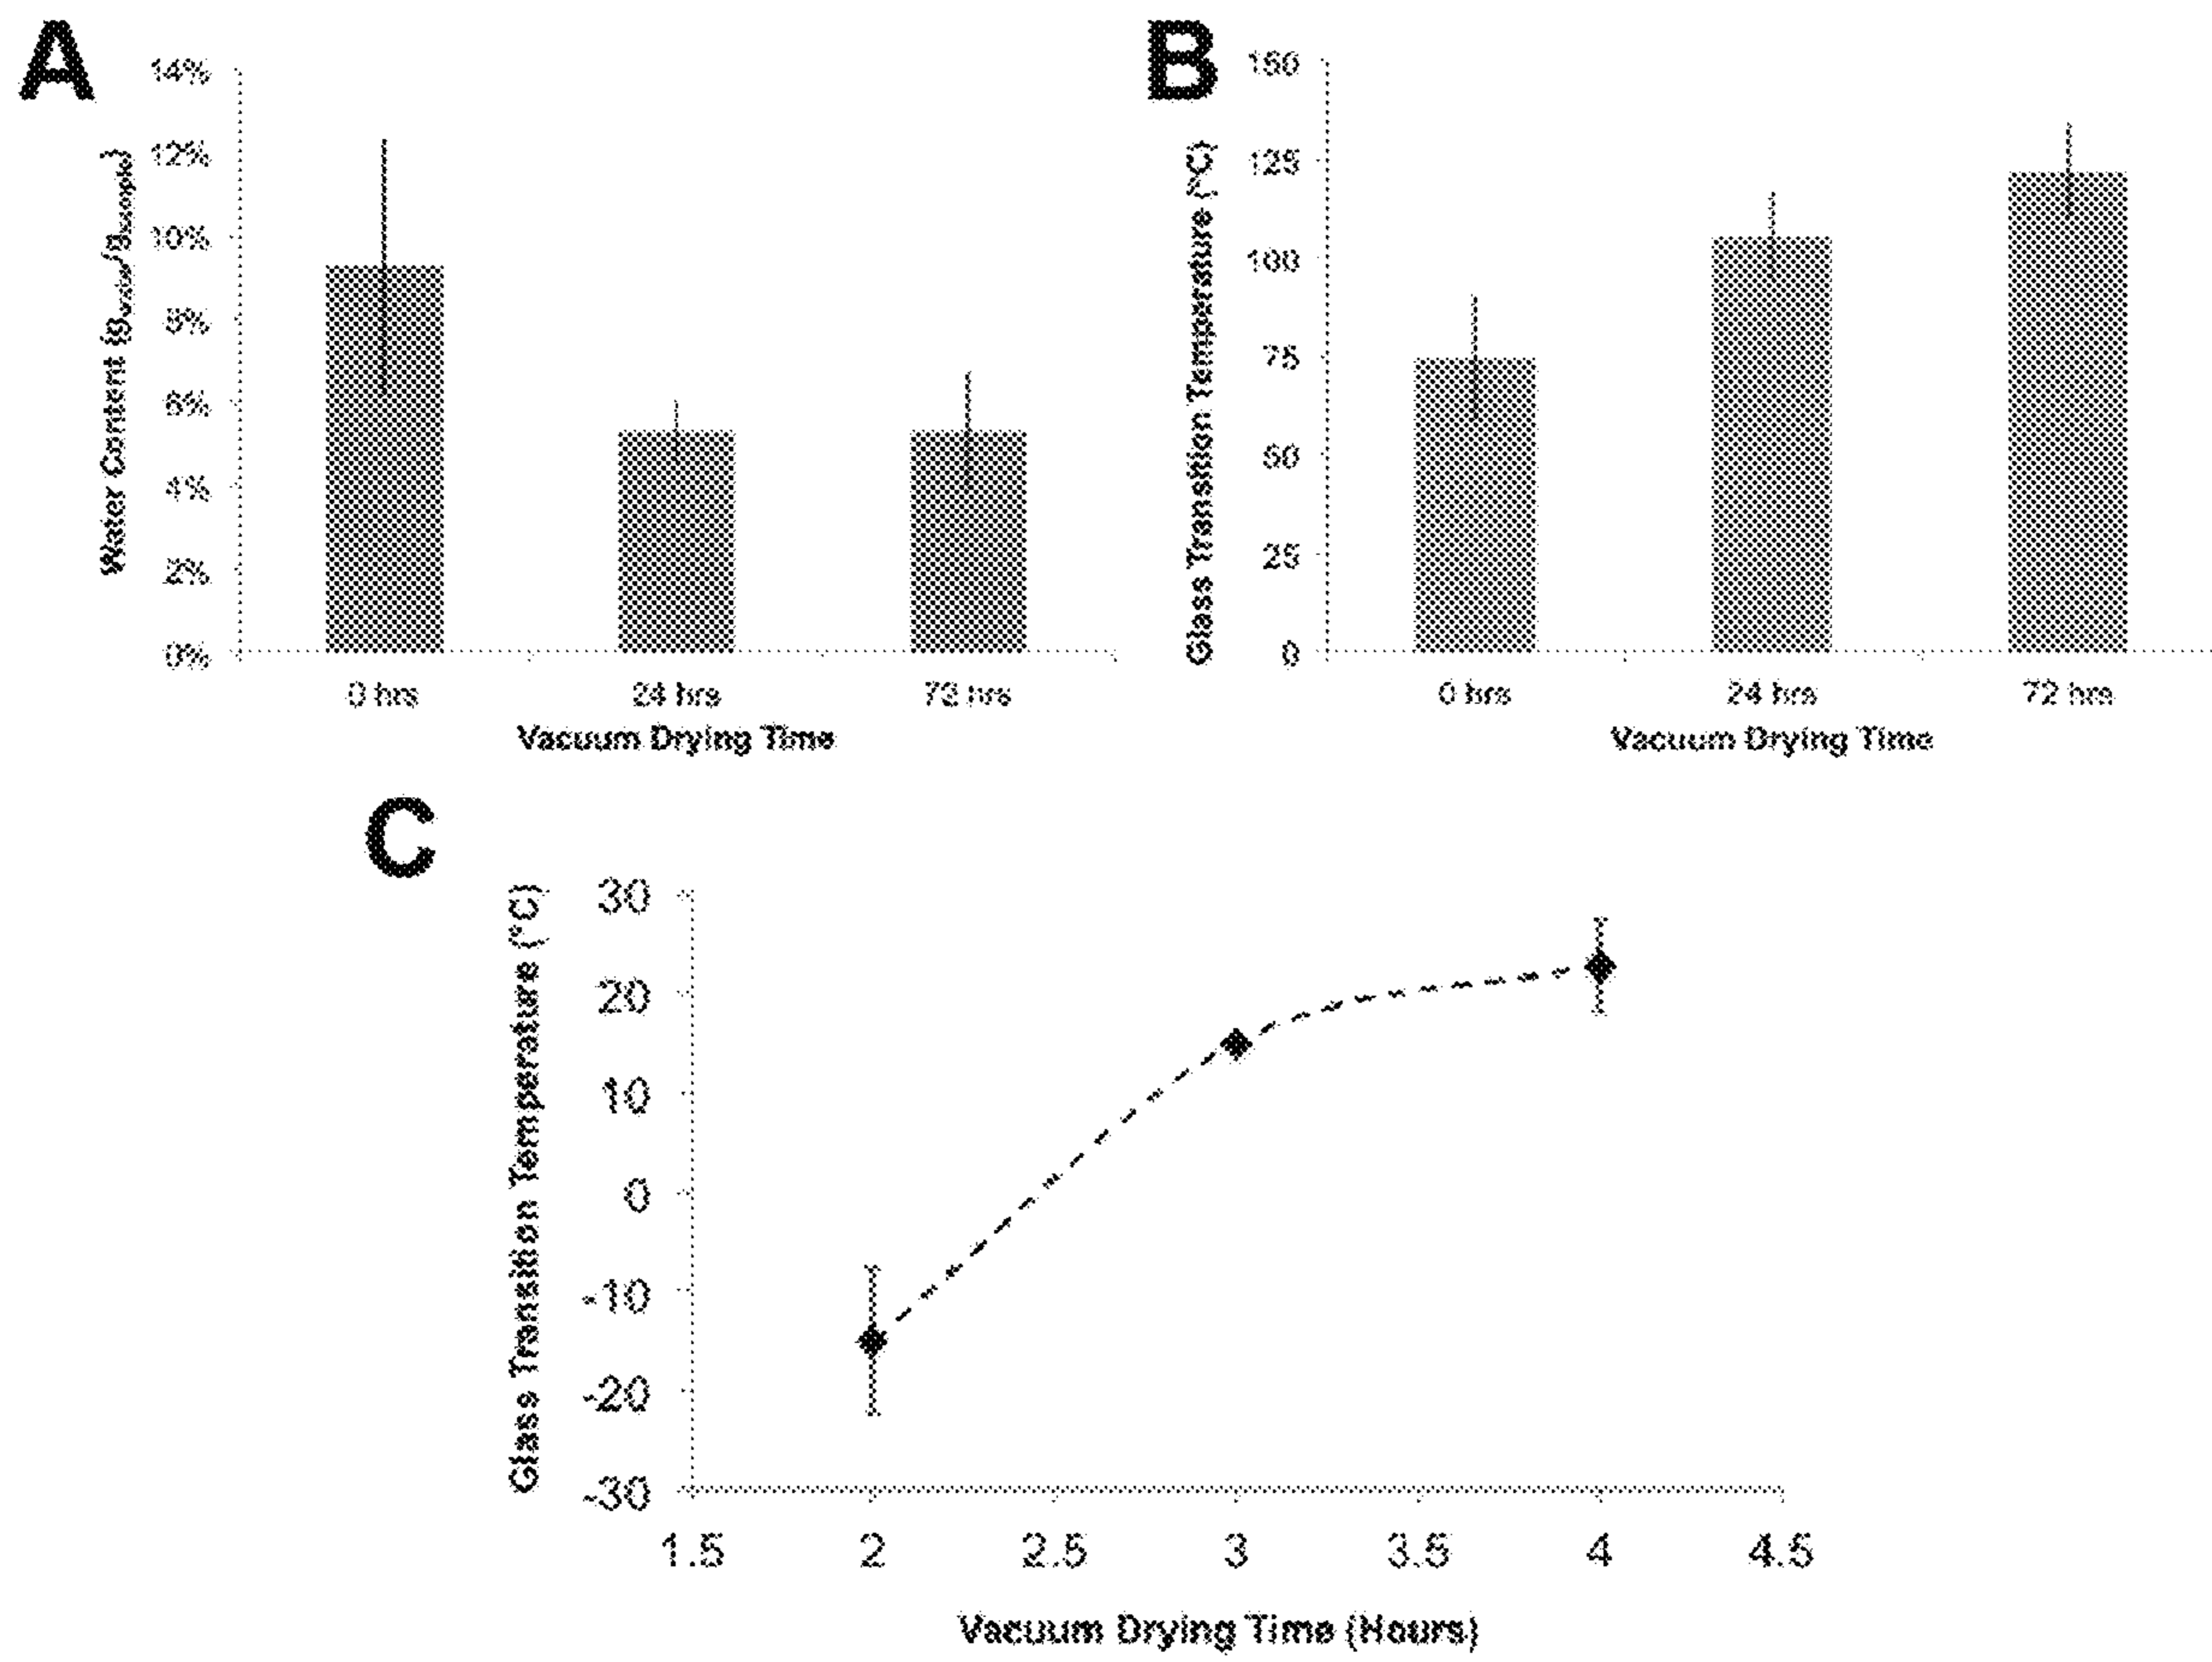 A
14%
12%
10%
8%
6%
4%
2%
0%
Water Content (gwater/gsample)
0 hrs 24 hrs 72 hrs
Vacuum Drying Time
B
150
125
100
75
50
25
0
Glass Transition Temperature (°C)
0 hrs 24 hrs 72 hrs
Vacuum Drying Time
C
30
20
10
0
-10
-20
-30
Glass Transition Temperature (°C)
1.5 2 2.5 3 3.5 4 4.5
Vacuum Drying Time (Hours)